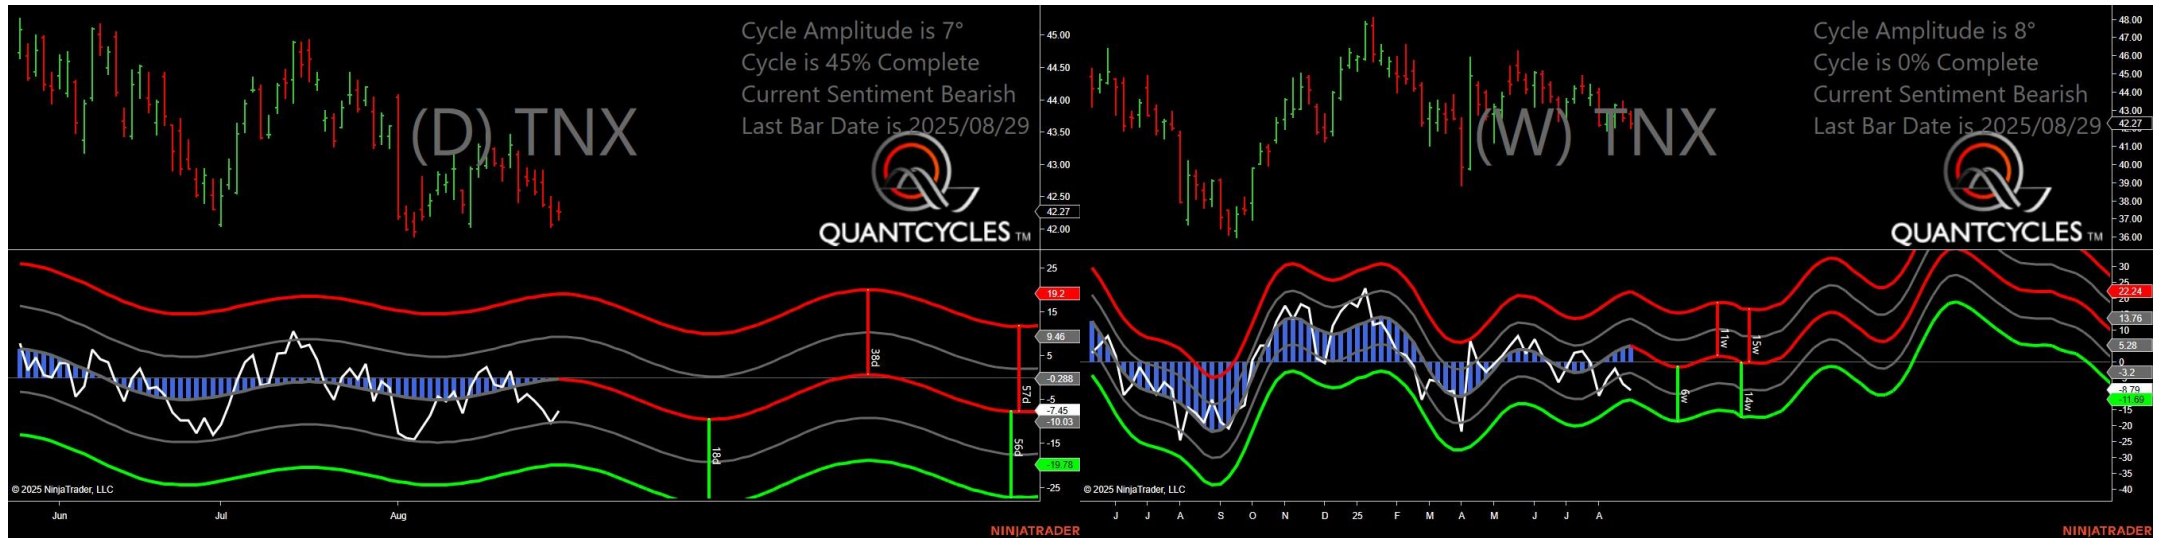 Cycle Amplitude is 7°
Cycle is 45% Complete
Current Sentiment Bearish
Last Bar Date is 2025/08/29
(D) TNX
QUANTCYCLES TM
45.00
44.50
44.00
43.50
43.00
42.50
42.27
42.00
25
19.2
15
9.46
5
-0.288
-5
-7.45
-10.03
-15
-19.78
-25
18d
38d
56d
57d
© 2025 NinjaTrader, LLC
Jun Jul Aug
NINJATRADER
Cycle Amplitude is 8°
Cycle is 0% Complete
Current Sentiment Bearish
Last Bar Date is 2025/08/29
(W) TNX
QUANTCYCLES TM
48.00
47.00
46.00
45.00
44.00
43.00
42.27
41.00
40.00
39.00
38.00
37.00
36.00
30
22.24
13.76
10
5.28
0
-3.2
-8.79
-11.69
-15
-20
-25
-30
-35
-40
6w
11w
14w
15w
© 2025 NinjaTrader, LLC
J J A S O N D 25 F M A M J J A
NINJATRADER